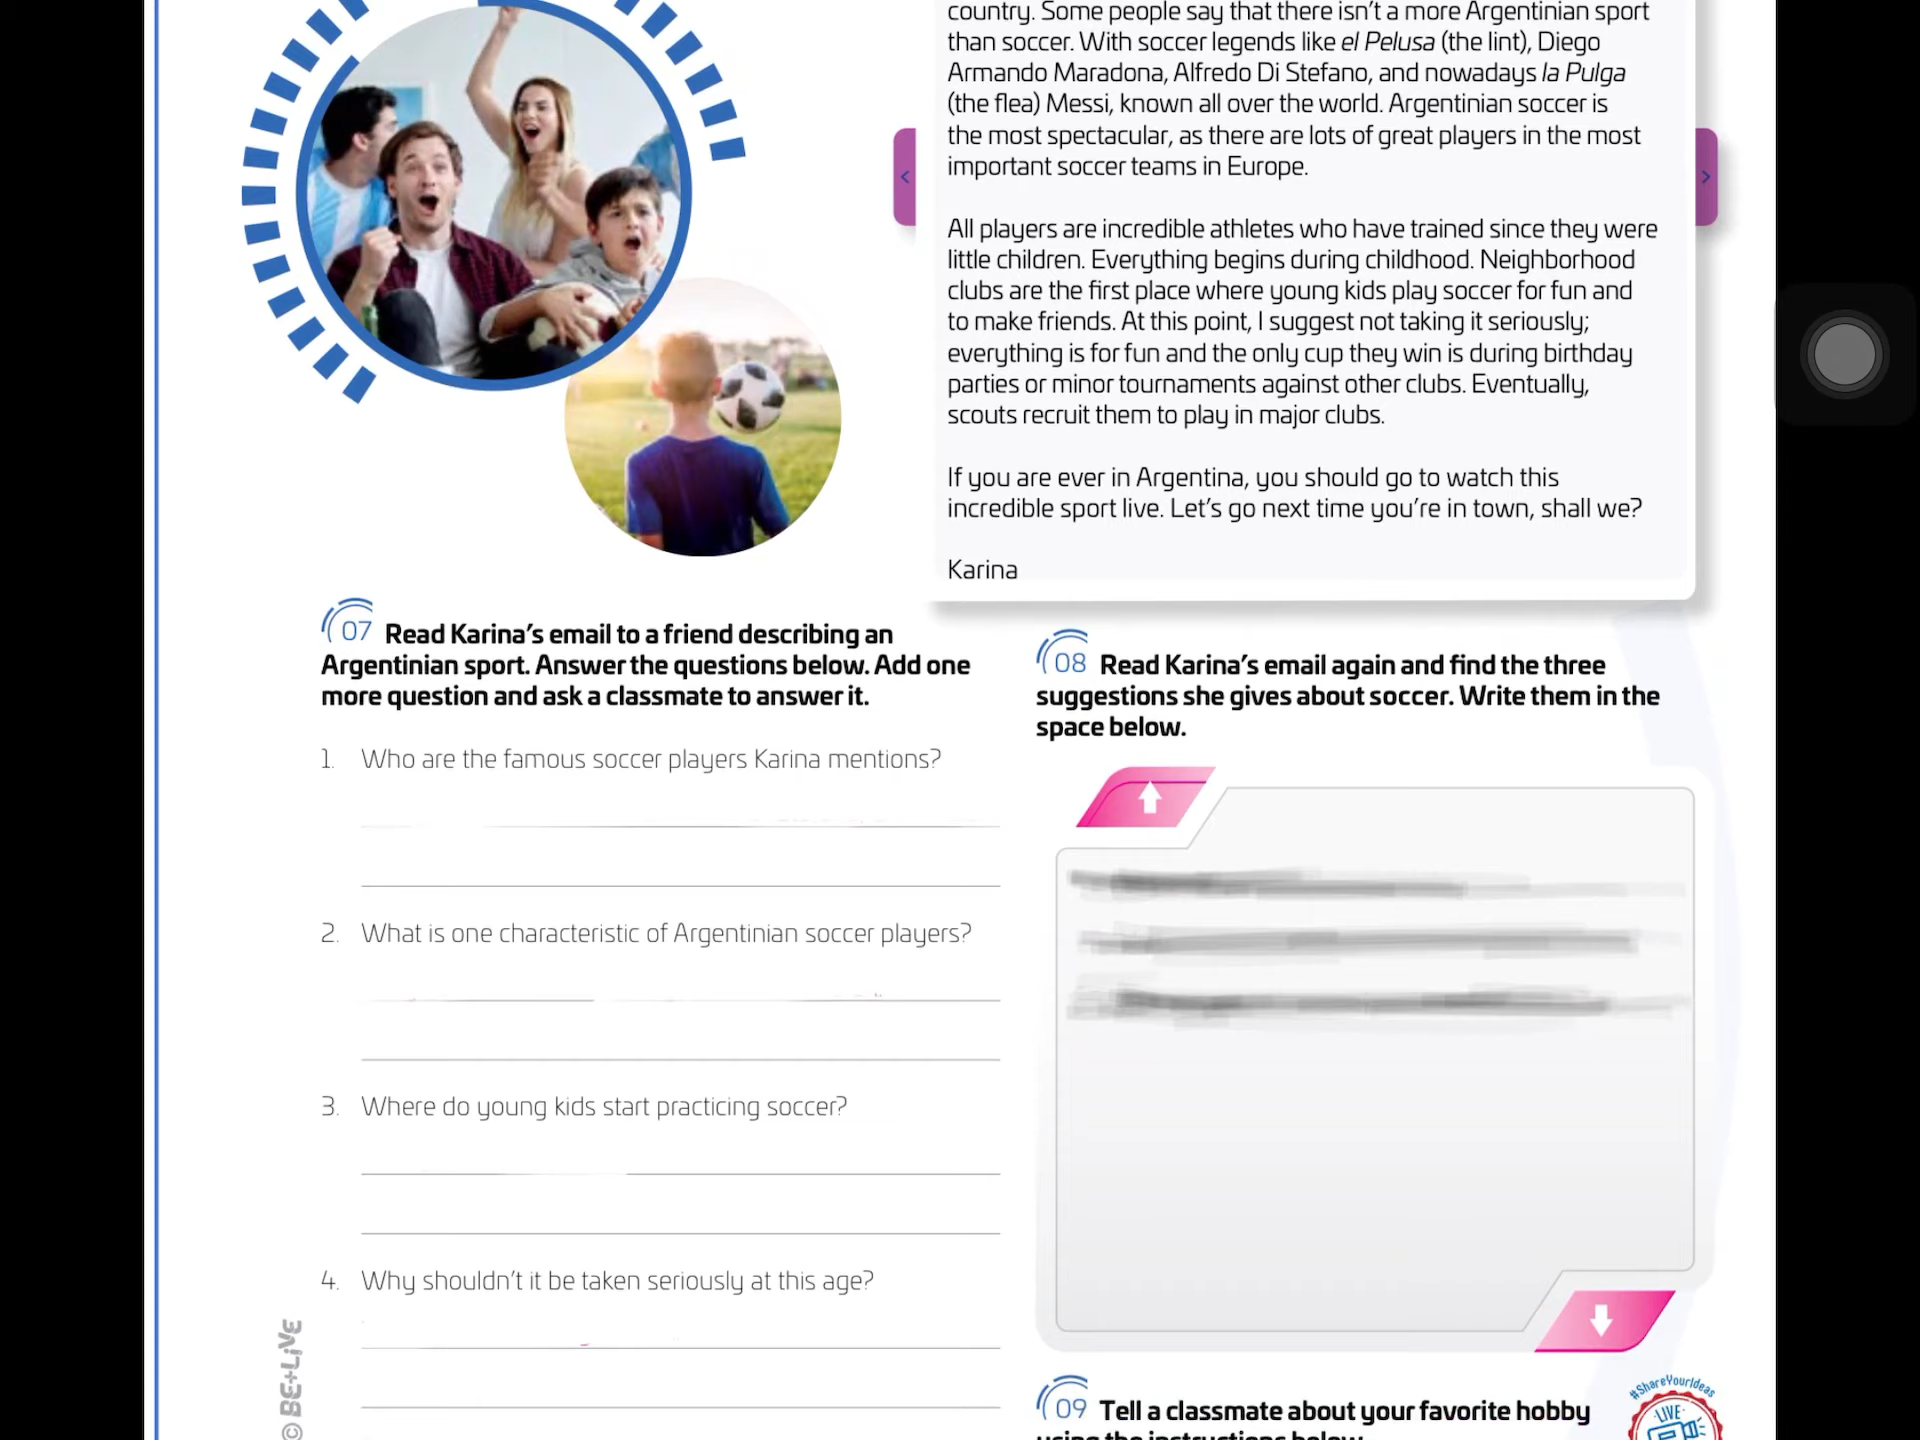 country. Some people say that there isn't a more Argentinian sport
than soccer. With soccer legends like el Pelusa (the lint), Diego
Armando Maradona, Alfredo Di Stefano, and nowadays la Pulga
(the flea) Messi, known all over the world. Argentinian soccer is
the most spectacular, as there are lots of great players in the most
important soccer teams in Europe.
All players are incredible athletes who have trained since they were
little children. Everything begins during childhood. Neighborhood
clubs are the first place where young kids play soccer for fun and
to make friends. At this point, I suggest not taking it seriously;
everything is for fun and the only cup they win is during birthday
parties or minor tournaments against other clubs. Eventually,
scouts recruit them to play in major clubs.
If you are ever in Argentina, you should go to watch this
incredible sport live. Let's go next time you're in town, shall we?
Karina
07 Read Karina's email to a friend describing an
Argentinian sport. Answer the questions below. Add one
more question and ask a classmate to answer it.
1. Who are the famous soccer players Karina mentions?
2. What is one characteristic of Argentinian soccer players?
3. Where do young kids start practicing soccer?
4. Why shouldn't it be taken seriously at this age?
© BE+LiVE
08 Read Karina's email again and find the three
suggestions she gives about soccer. Write them in the
space below.
09 Tell a classmate about your favorite hobby
using the instructions below.
#ShareYourIdeas
LIVE